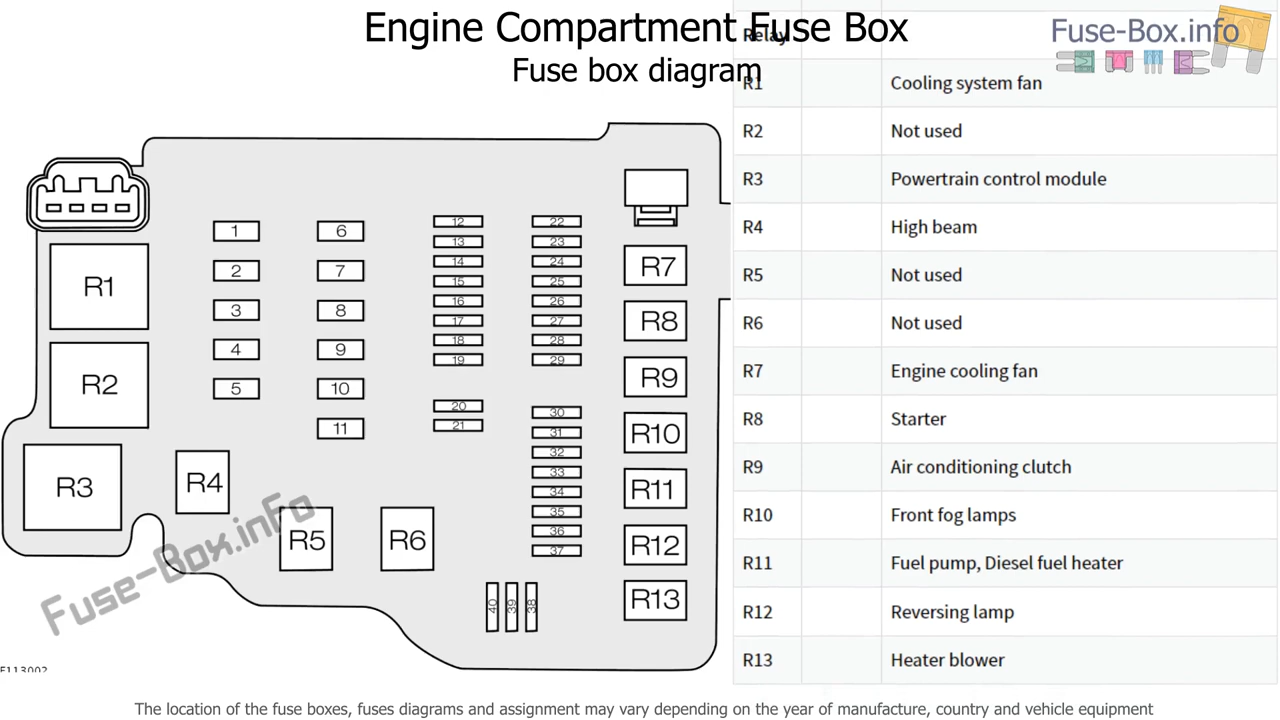 Engine Compartment Fuse Box
Fuse box diagram
Fuse-Box.info
Relay
R1 Cooling system fan
R2 Not used
R3 Powertrain control module
R4 High beam
R5 Not used
R6 Not used
R7 Engine cooling fan
R8 Starter
R9 Air conditioning clutch
R10 Front fog lamps
R11 Fuel pump, Diesel fuel heater
R12 Reversing lamp
R13 Heater blower
1 6 12 22
13 23
2 7 14 24
15 25
3 8 16 26
17 27
4 9 18 28
19 29
5 10 20 30
11 21 31
32
33
34
35
36
37
40 39 38
R1
R2
R3
R4
R5
R6
R7
R8
R9
R10
R11
R12
R13
Fuse-Box.inFo
E113002
The location of the fuse boxes, fuses diagrams and assignment may vary depending on the year of manufacture, country and vehicle equipment